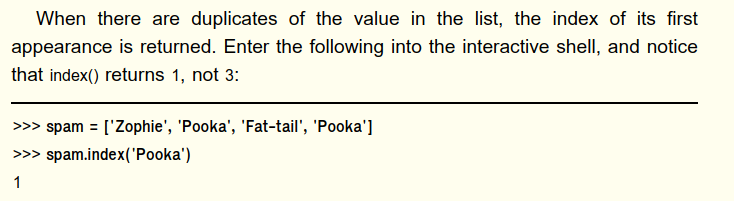 When there are duplicates of the value in the list, the index of its first
appearance is returned. Enter the following into the interactive shell, and notice
that index() returns 1, not 3:
>>> spam = ['Zophie', 'Pooka', 'Fat-tail', 'Pooka']
>>> spam.index('Pooka')
1